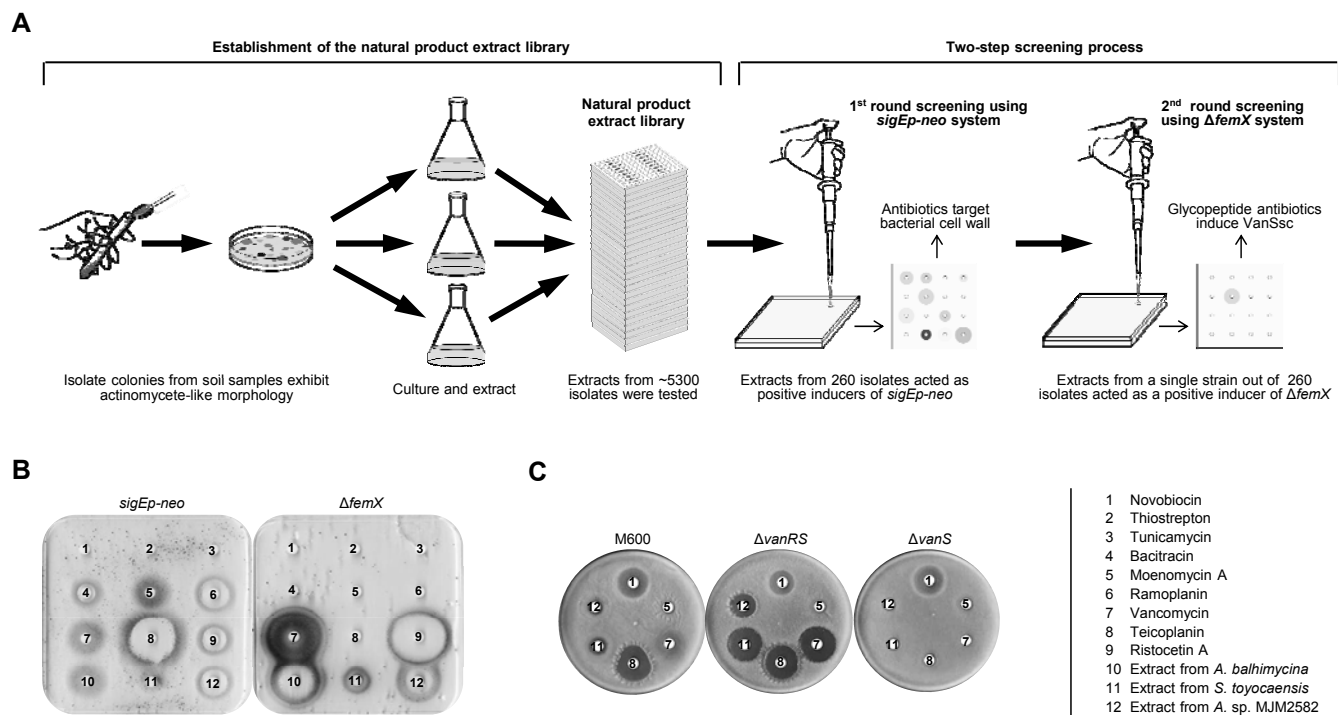 A
Establishment of the natural product extract library
Two-step screening process
Natural product
extract library
1st round screening using
sigEp-neo system
2nd round screening
using ΔfemX system
Antibiotics target
bacterial cell wall
Glycopeptide antibiotics
induce VanSsc
Isolate colonies from soil samples exhibit
actinomycete-like morphology
Culture and extract
Extracts from ~5300
isolates were tested
Extracts from 260 isolates acted as
positive inducers of sigEp-neo
Extracts from a single strain out of 260
isolates acted as a positive inducer of ΔfemX
B
sigEp-neo
ΔfemX
1 2 3
4 5 6
7 8 9
10 11 12
1 2 3
4 5 6
7 8 9
10 11 12
C
M600
ΔvanRS
ΔvanS
1
12 5
11 7
8
1
12 5
11 7
8
1
12 5
11 7
8
1 Novobiocin
2 Thiostrepton
3 Tunicamycin
4 Bacitracin
5 Moenomycin A
6 Ramoplanin
7 Vancomycin
8 Teicoplanin
9 Ristocetin A
10 Extract from A. balhimycina
11 Extract from S. toyocaensis
12 Extract from A. sp. MJM2582